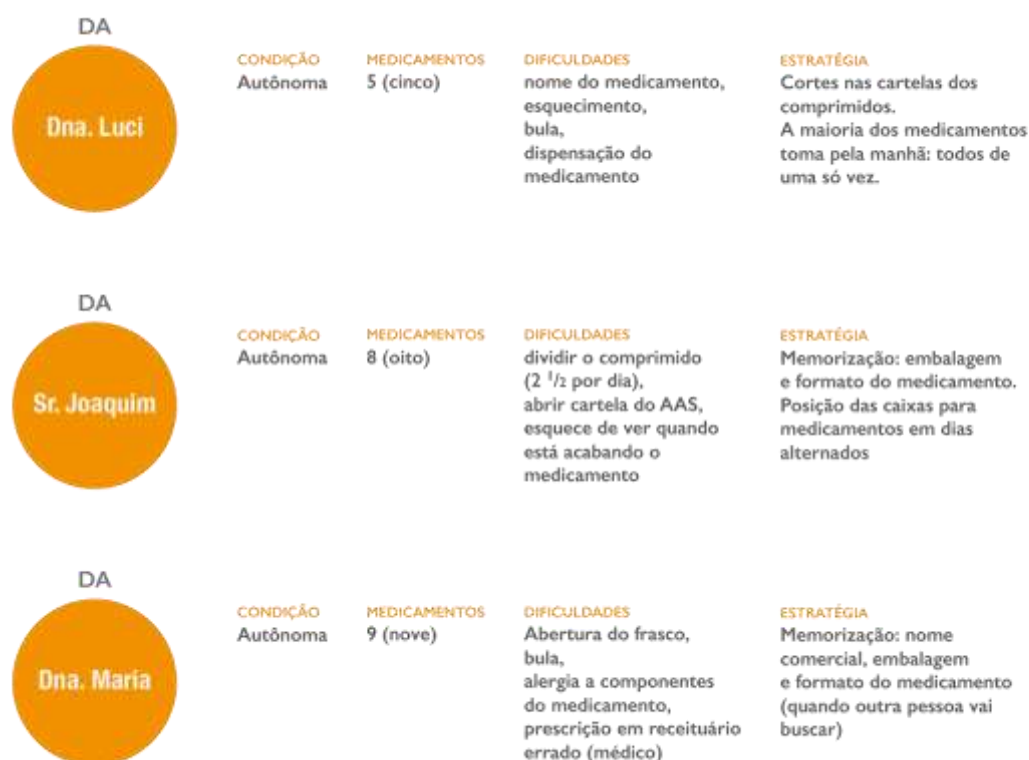 DA
Dna. Luci
CONDIÇÃO
Autônoma
MEDICAMENTOS
5 (cinco)
DIFICULDADES
nome do medicamento,
esquecimento,
bula,
dispensação do
medicamento
ESTRATÉGIA
Cortes nas cartelas dos
comprimidos.
A maioria dos medicamentos
toma pela manhã: todos de
uma só vez.
DA
Sr. Joaquim
CONDIÇÃO
Autônoma
MEDICAMENTOS
8 (oito)
DIFICULDADES
dividir o comprimido
(2 1/2 por dia),
abrir cartela do AAS,
esquece de ver quando
está acabando o
medicamento
ESTRATÉGIA
Memorização: embalagem
e formato do medicamento.
Posição das caixas para
medicamentos em dias
alternados
DA
Dna. Maria
CONDIÇÃO
Autônoma
MEDICAMENTOS
9 (nove)
DIFICULDADES
Abertura do frasco,
bula,
alergia a componentes
do medicamento,
prescrição em receituário
errado (médico)
ESTRATÉGIA
Memorização: nome
comercial, embalagem
e formato do medicamento
(quando outra pessoa vai
buscar)